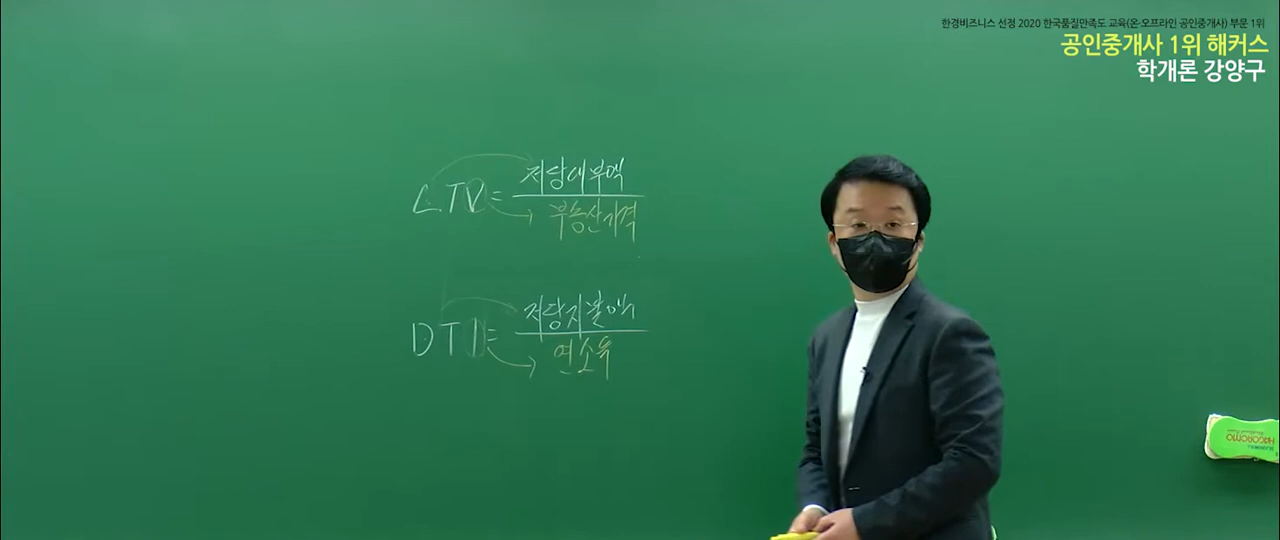 한경비즈니스 선정 2020 한국품질만족도 교육(온·오프라인 공인중개사) 부문 1위
공인중개사 1위 해커스
학개론 강양구
저당대부액
LTV=
부동산가격
저당지불액
DTI=
연소득
HAGOROMO